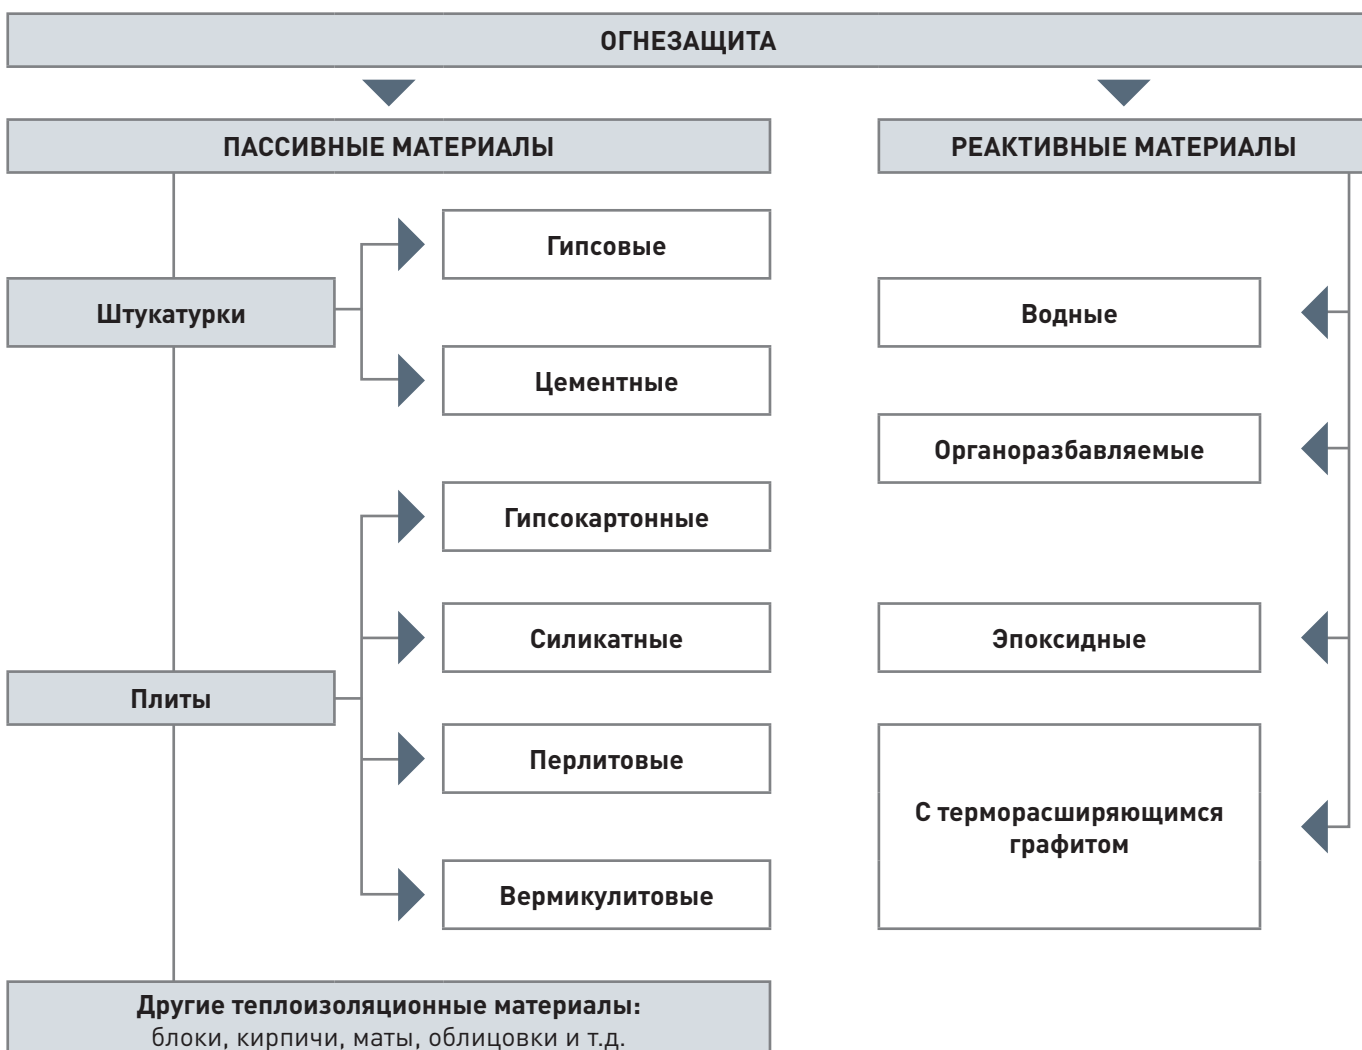 ОГНЕЗАЩИТА
ПАССИВНЫЕ МАТЕРИАЛЫ
Штукатурки
Гипсовые
Цементные
Плиты
Гипсокартонные
Силикатные
Перлитовые
Вермикулитовые
Другие теплоизоляционные материалы:
блоки, кирпичи, маты, облицовки и т.д.
РЕАКТИВНЫЕ МАТЕРИАЛЫ
Водные
Органоразбавляемые
Эпоксидные
С терморасширяющимся
графитом